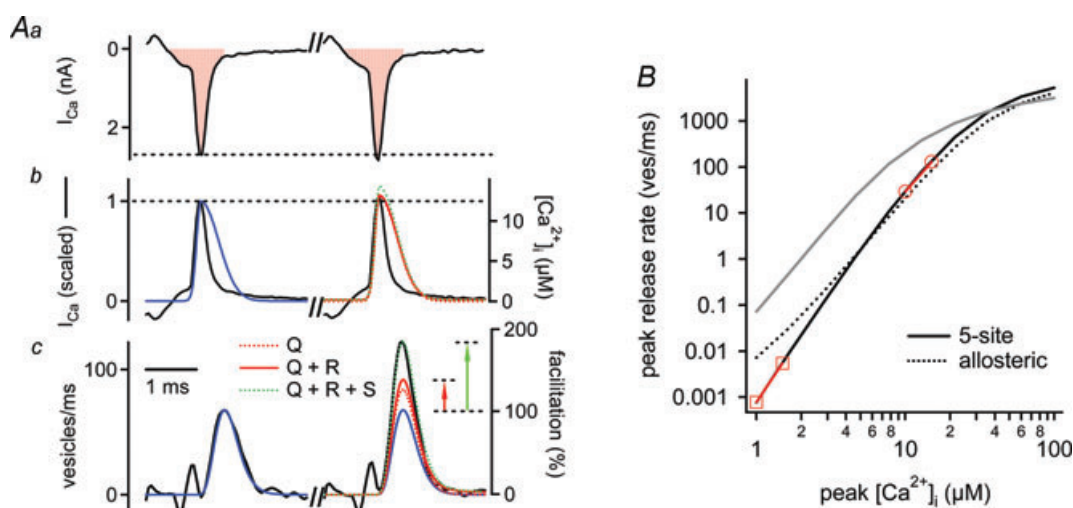 Aa
0
2
I Ca (nA)
//
//
b
1
0
I Ca (scaled)
10
5
0
[Ca2+]i (μM)
//
//
c
100
0
vesicles/ms
1 ms
Q
Q + R
Q + R + S
200
100
0
facilitation (%)
//
//
B
1000
100
10
1
0.1
0.01
0.001
peak release rate (ves/ms)
5-site
allosteric
1 2 4 6 8 10 2 4 6 8 100
peak [Ca2+]i (μM)